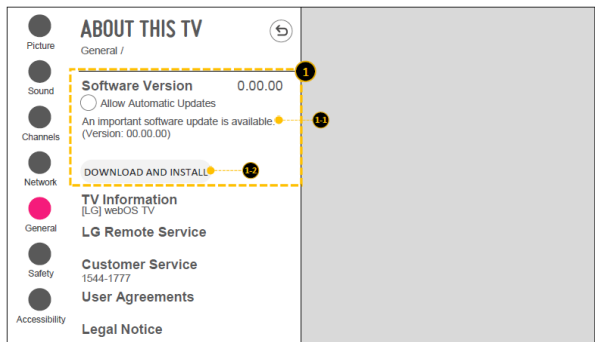 Picture
Sound
Channels
Network
General
Safety
Accessibility
ABOUT THIS TV
General /
1
Software Version 0.00.00
Allow Automatic Updates
An important software update is available. 1-1
(Version: 00.00.00)
DOWNLOAD AND INSTALL 1-2
TV Information
[LG] webOS TV
LG Remote Service
Customer Service
1544-1777
User Agreements
Legal Notice